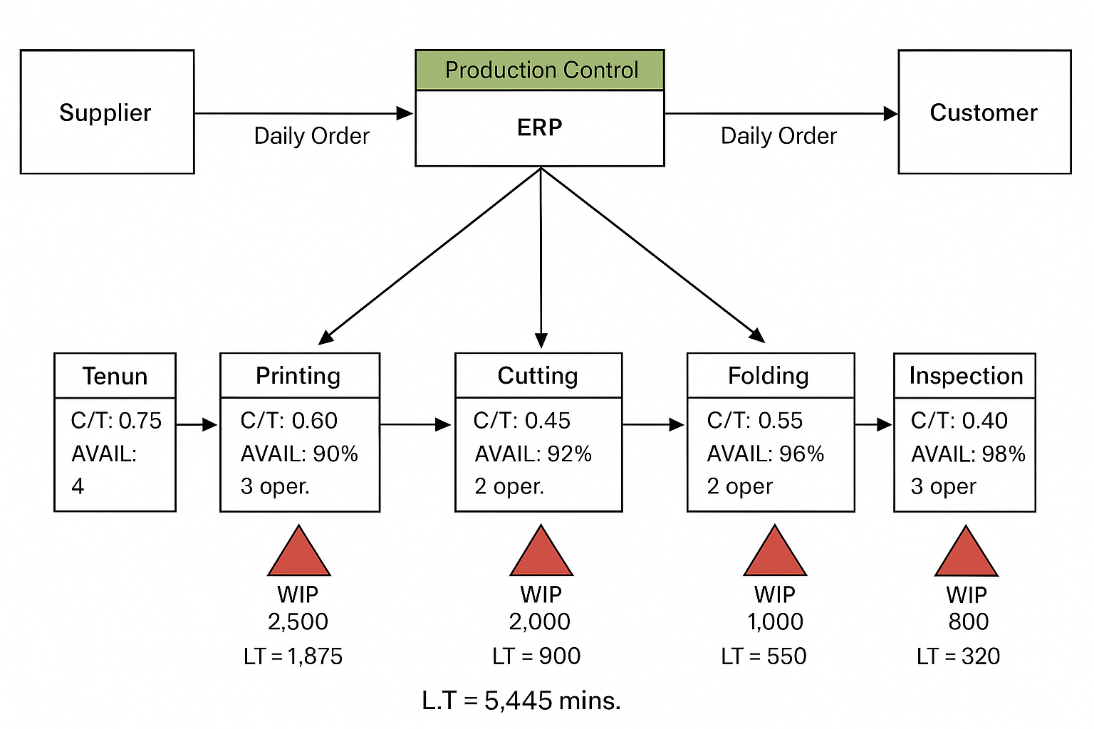 Supplier
Daily Order
Production Control
ERP
Daily Order
Customer
Tenun
C/T: 0.75
AVAIL:
4
Printing
C/T: 0.60
AVAIL: 90%
3 oper.
Cutting
C/T: 0.45
AVAIL: 92%
2 oper.
Folding
C/T: 0.55
AVAIL: 96%
2 oper
Inspection
C/T: 0.40
AVAIL: 98%
3 oper
WIP
2,500
LT = 1,875
WIP
2,000
LT = 900
WIP
1,000
LT = 550
WIP
800
LT = 320
L.T = 5,445 mins.